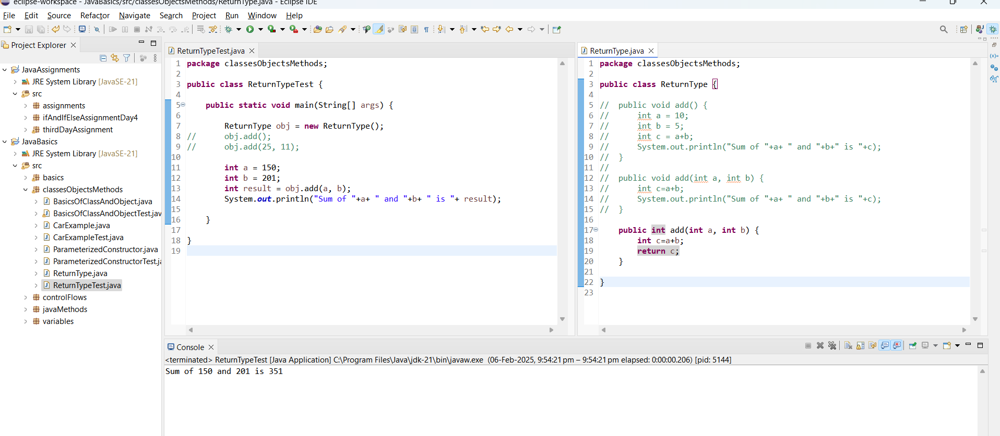 eclipse-workspace - JavaBasics/src/classesObjectsMethods/ReturnType.java - Eclipse IDE
File Edit Source Refactor Navigate Search Project Run Window Help
Project Explorer
JavaAssignments
JRE System Library [JavaSE-21]
src
assignments
ifAndIfElseAssignmentDay4
thirdDayAssignment
JavaBasics
JRE System Library [JavaSE-21]
src
basics
classesObjectsMethods
BasicsOfClassAndObject.java
BasicsOfClassAndObjectTest.jav
CarExample.java
CarExampleTest.java
ParameterizedConstructor.java
ParameterizedConstructorTest.ja
ReturnType.java
ReturnTypeTest.java
controlFlows
javaMethods
variables
ReturnTypeTest.java
1 package classesObjectsMethods;
2
3 public class ReturnTypeTest {
4
5 public static void main(String[] args) {
6
7 ReturnType obj = new ReturnType();
8 // obj.add();
9 // obj.add(25, 11);
10
11 int a = 150;
12 int b = 201;
13 int result = obj.add(a, b);
14 System.out.println("Sum of "+a+ " and "+b+ " is "+ result);
15
16 }
17
18 }
19
ReturnType.java
1 package classesObjectsMethods;
2
3 public class ReturnType {
4
5 // public void add() {
6 // int a = 10;
7 // int b = 5;
8 // int c = a+b;
9 // System.out.println("Sum of "+a+ " and "+b+" is "+c);
10 // }
11 //
12 // public void add(int a, int b) {
13 // int c=a+b;
14 // System.out.println("Sum of "+a+ " and "+b+" is "+c);
15 // }
16
17 public int add(int a, int b) {
18 int c=a+b;
19 return c;
20 }
21
22 }
23
Console
<terminated> ReturnTypeTest [Java Application] C:\Program Files\Java\jdk-21\bin\javaw.exe (06-Feb-2025, 9:54:21 pm – 9:54:21 pm elapsed: 0:00:00.206) [pid: 5144]
Sum of 150 and 201 is 351